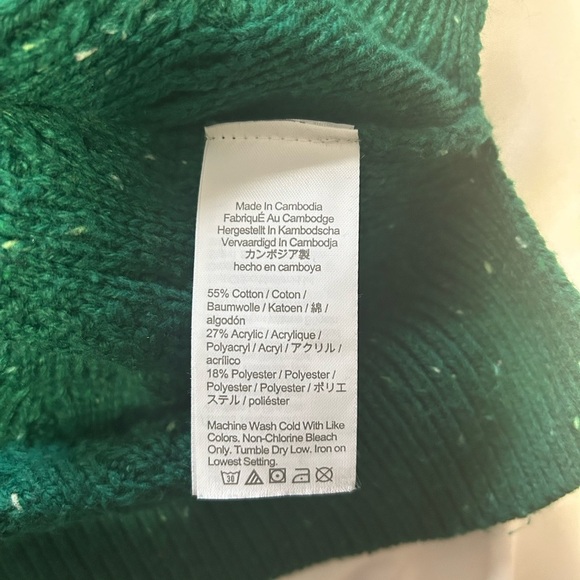 Made In Cambodia
FabriquÉ Au Cambodge
Hergestellt In Kambodscha
Vervaardigd In Cambodja
カンボジア製
hecho en camboya
55% Cotton / Coton /
Baumwolle / Katoen / 綿 /
algodón
27% Acrylic / Acrylique /
Polyacryl / Acryl / アクリル /
acrílico
18% Polyester / Polyester /
Polyester / Polyester / ポリエ
ステル / poliéster
Machine Wash Cold With Like
Colors. Non-Chlorine Bleach
Only. Tumble Dry Low. Iron on
Lowest Setting.
30